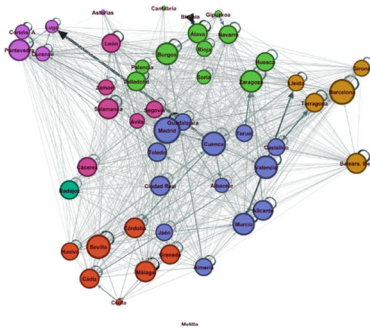 Asturias
Cantabria
Gipuzkoa
Bizkaia
Lugo
Coruña, A
Pontevedra
Ourense
León
Álava
Navarra
Burgos
Rioja
Palencia
Valladolid
Soria
Huesca
Zaragoza
Lleida
Girona
Barcelona
Tarragona
Zamora
Salamanca
Segovia
Ávila
Guadalajara
Madrid
Teruel
Toledo
Cuenca
Castellón
Valencia
Balears, Illes
Cáceres
Badajoz
Ciudad Real
Albacete
Alicante
Murcia
Córdoba
Jaén
Sevilla
Huelva
Granada
Málaga
Almería
Cádiz
Ceuta
Melilla